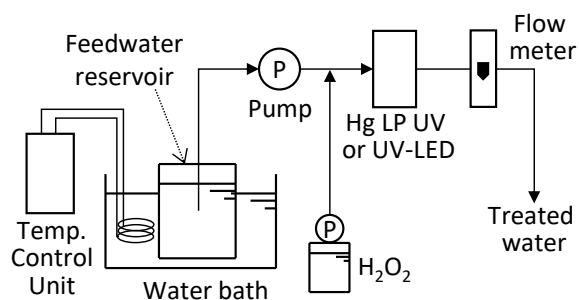 Feedwater
reservoir
P
Pump
Hg LP UV
or UV-LED
Flow
meter
Treated
water
Temp.
Control
Unit
Water bath
P
H₂O₂